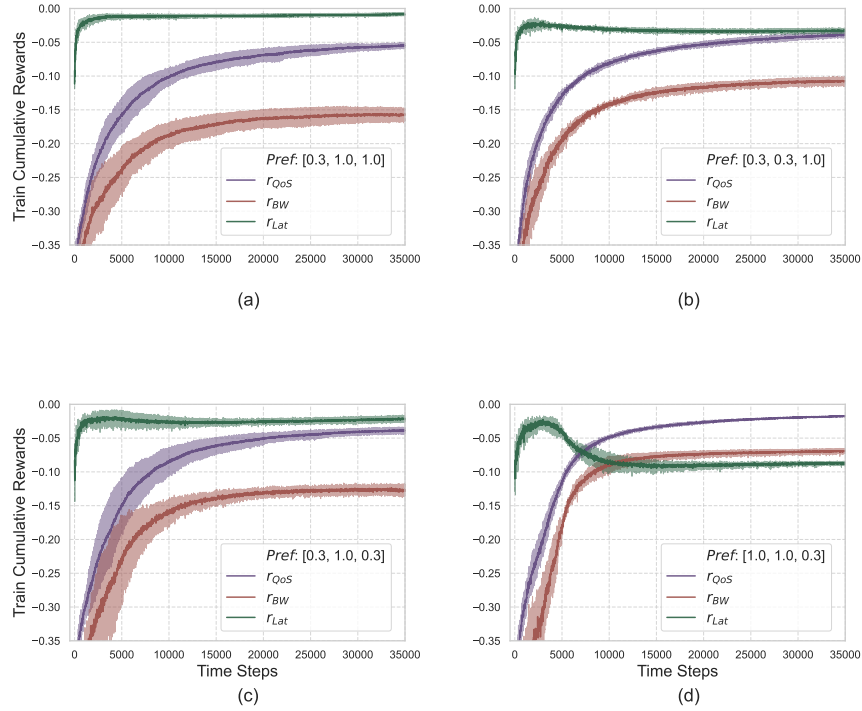 0.00
−0.05
−0.10
−0.15
−0.20
−0.25
−0.30
−0.35
Train Cumulative Rewards
Pref: [0.3, 1.0, 1.0]
r_QoS
r_BW
r_Lat
0 5000 10000 15000 20000 25000 30000 35000
(a)
0.00
−0.05
−0.10
−0.15
−0.20
−0.25
−0.30
−0.35
Pref: [0.3, 0.3, 1.0]
r_QoS
r_BW
r_Lat
0 5000 10000 15000 20000 25000 30000 35000
(b)
0.00
−0.05
−0.10
−0.15
−0.20
−0.25
−0.30
−0.35
Train Cumulative Rewards
Pref: [0.3, 1.0, 0.3]
r_QoS
r_BW
r_Lat
0 5000 10000 15000 20000 25000 30000 35000
Time Steps
(c)
0.00
−0.05
−0.10
−0.15
−0.20
−0.25
−0.30
−0.35
Pref: [1.0, 1.0, 0.3]
r_QoS
r_BW
r_Lat
0 5000 10000 15000 20000 25000 30000 35000
Time Steps
(d)